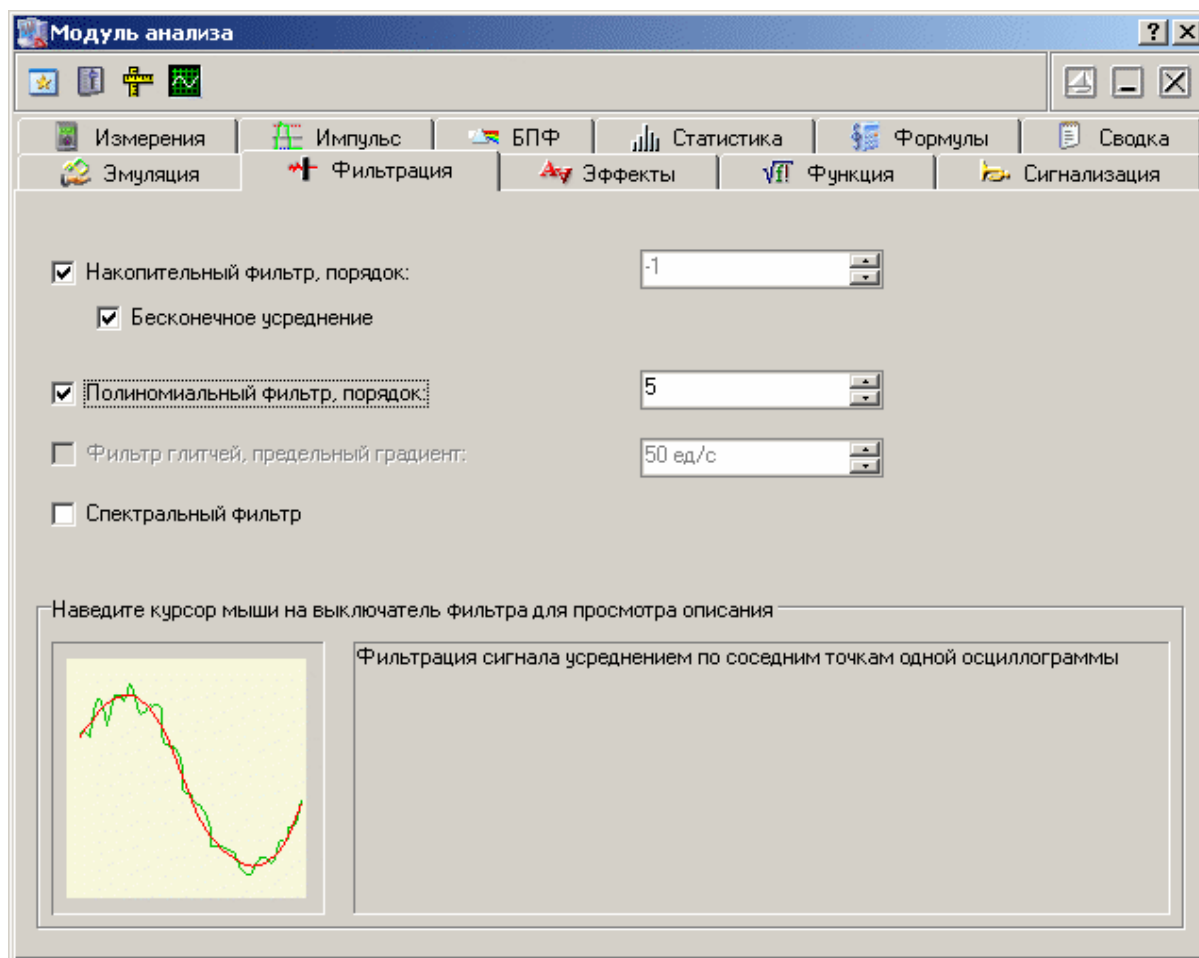 Модуль анализа
Измерения Импульс БПФ Статистика Формулы Сводка
Эмуляция Фильтрация Эффекты Функция Сигнализация
Накопительный фильтр, порядок: -1
Бесконечное усреднение
Полиномиальный фильтр, порядок: 5
Фильтр глитчей, предельный градиент: 50 ед/с
Спектральный фильтр
Наведите курсор мыши на выключатель фильтра для просмотра описания
Фильтрация сигнала усреднением по соседним точкам одной осциллограммы